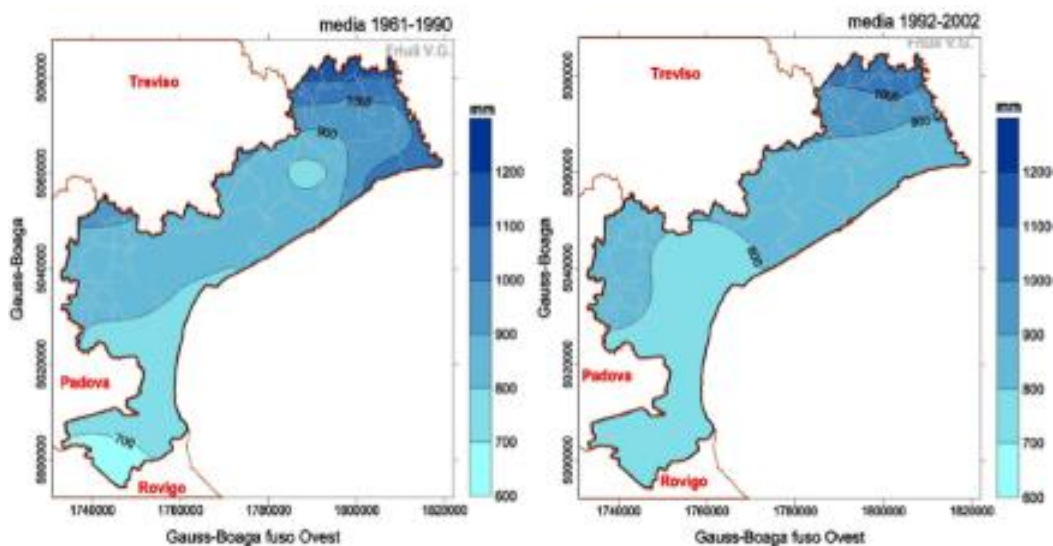 media 1961-1990
Friuli V.G.
Treviso
1000
900
700
Padova
Rovigo
Gauss-Boaga
5080000
5060000
5040000
5020000
5000000
1740000
1760000
1780000
1800000
1820000
Gauss-Boaga fuso Ovest
mm
1200
1100
1000
900
800
700
600
media 1992-2002
Friuli V.G.
Treviso
1000
900
800
Padova
Rovigo
Gauss-Boaga
5080000
5060000
5040000
5020000
5000000
1740000
1760000
1780000
1800000
1820000
Gauss-Boaga fuso Ovest
mm
1200
1100
1000
900
800
700
600